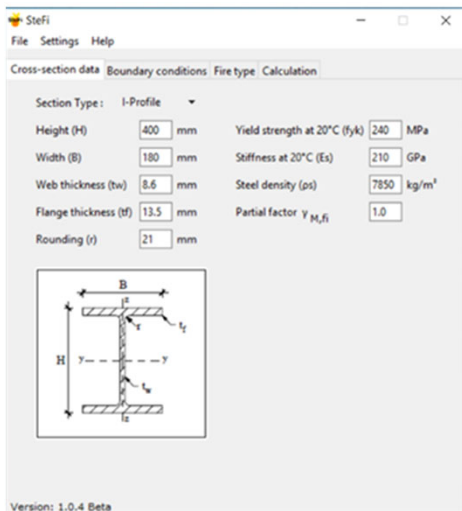 SteFi
File Settings Help
Cross-section data Boundary conditions Fire type Calculation
Section Type : I-Profile
Height (H) 400 mm Yield strength at 20°C (fyk) 240 MPa
Width (B) 180 mm Stiffness at 20°C (Es) 210 GPa
Web thickness (tw) 8.6 mm Steel density (ρs) 7850 kg/m³
Flange thickness (tf) 13.5 mm Partial factor γ M,fi 1.0
Rounding (r) 21 mm
B
z
r
tf
H y y
tw
z
Version: 1.0.4 Beta